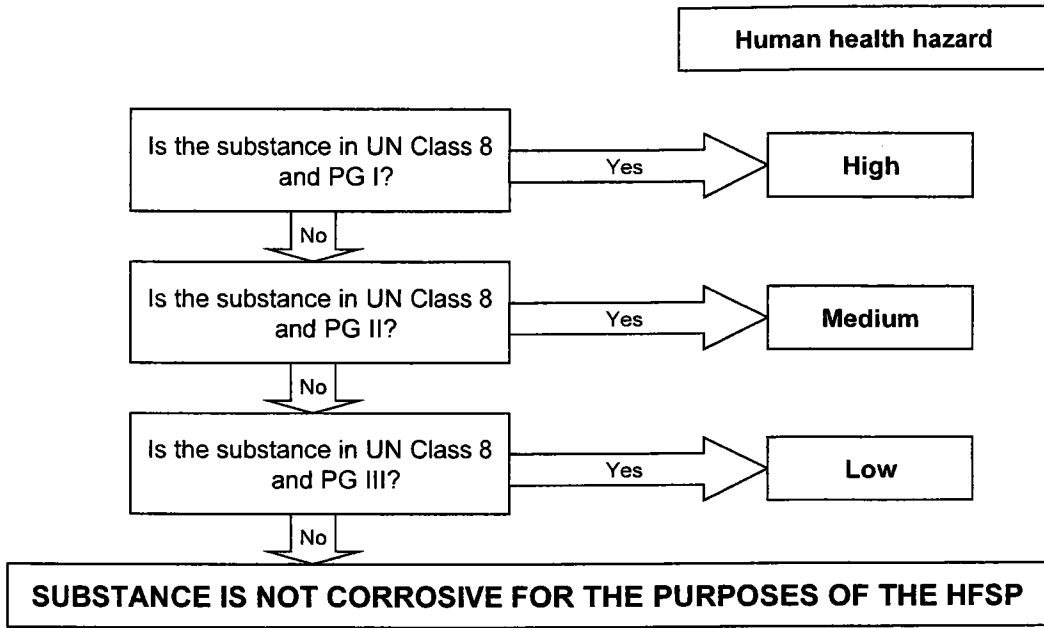 Human health hazard
Is the substance in UN Class 8
and PG I?
Yes
High
No
Is the substance in UN Class 8
and PG II?
Yes
Medium
No
Is the substance in UN Class 8
and PG III?
Yes
Low
No
SUBSTANCE IS NOT CORROSIVE FOR THE PURPOSES OF THE HFSP